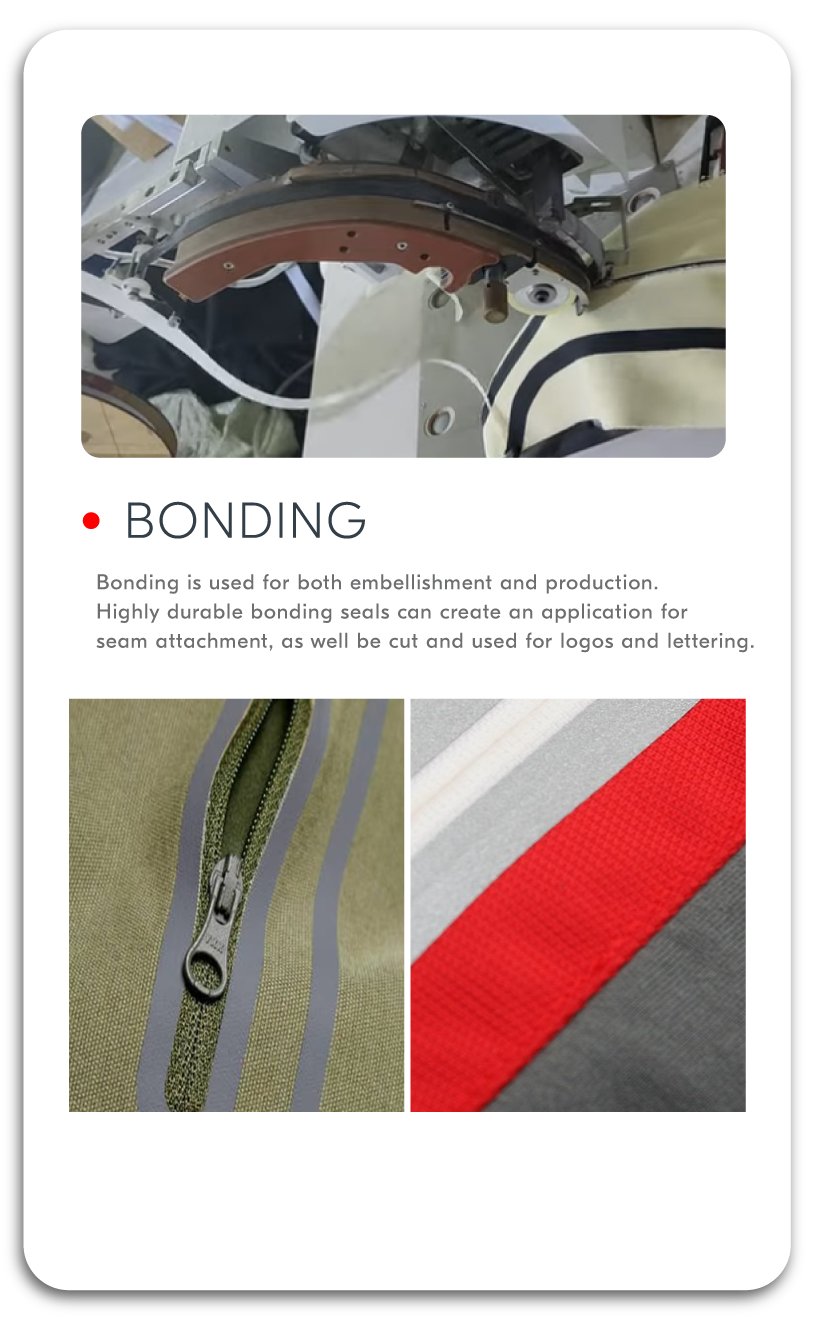 BONDING
Bonding is used for both embellishment and production.
Highly durable bonding seals can create an application for
seam attachment, as well be cut and used for logos and lettering.